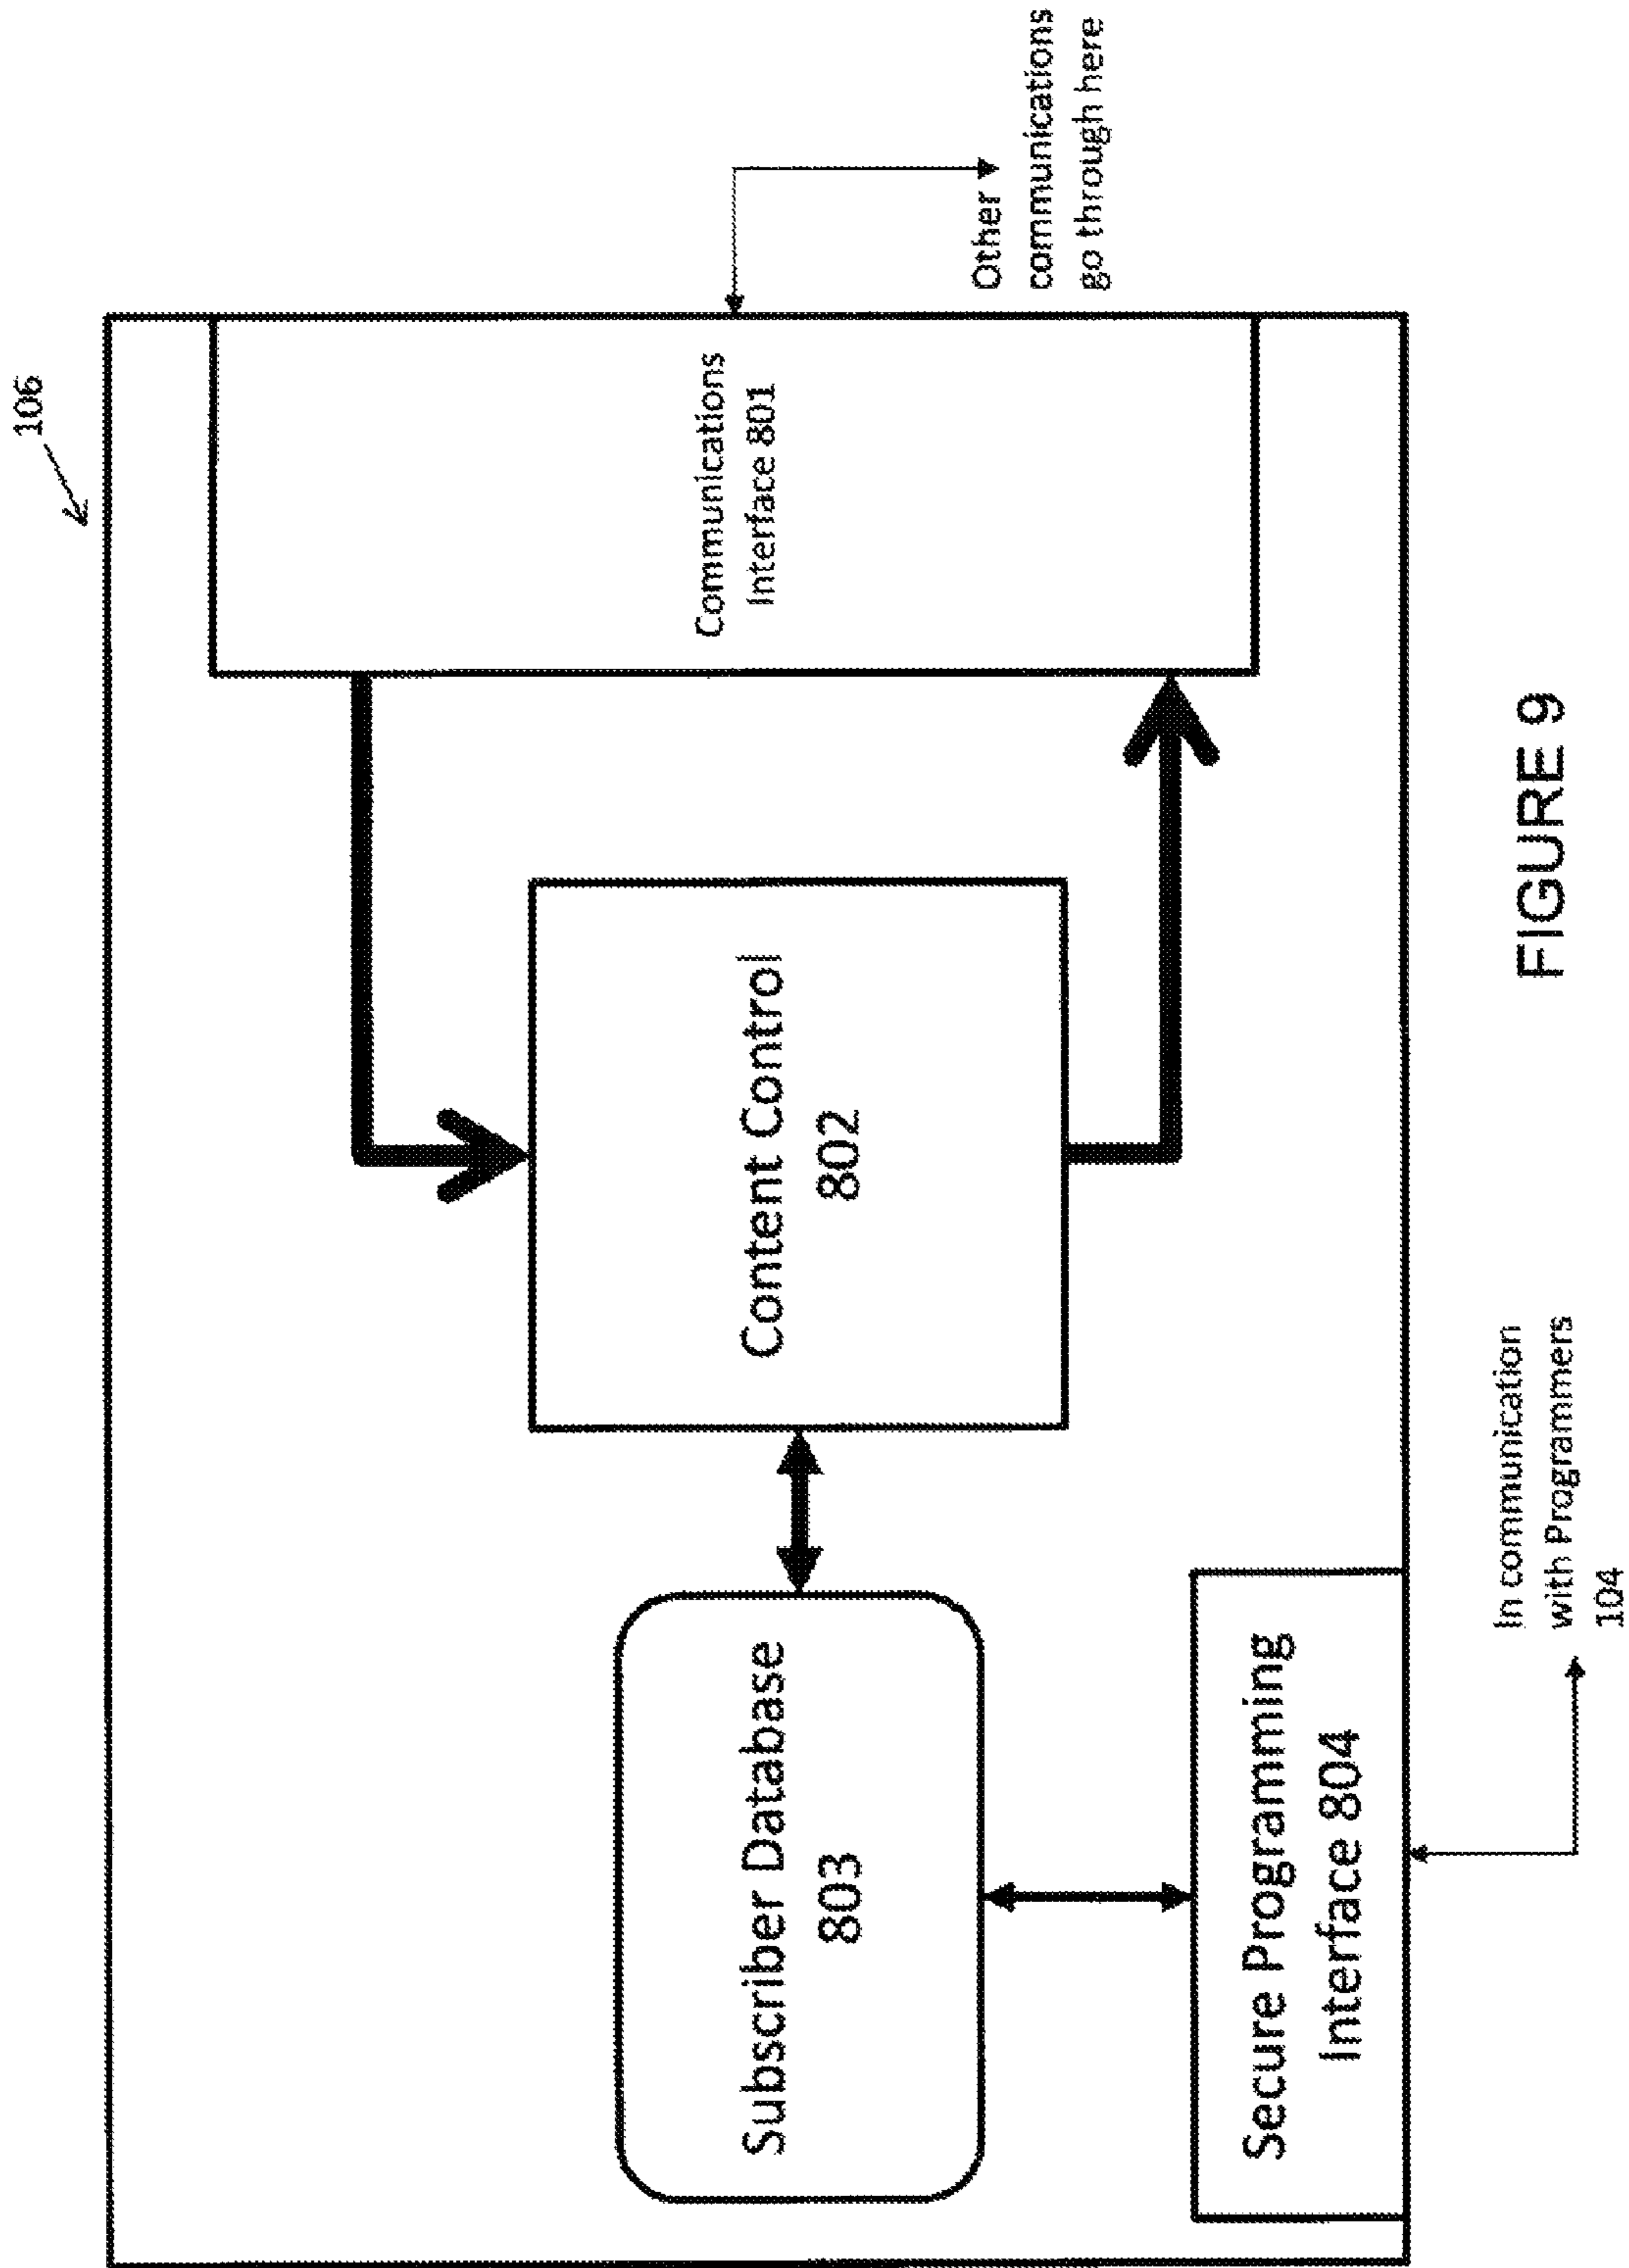 106
Communications
Interface 801
Other
communications
go through here
Content Control
802
Subscriber Database
803
Secure Programming
Interface 804
In communication
with Programmers
104
FIGURE 9